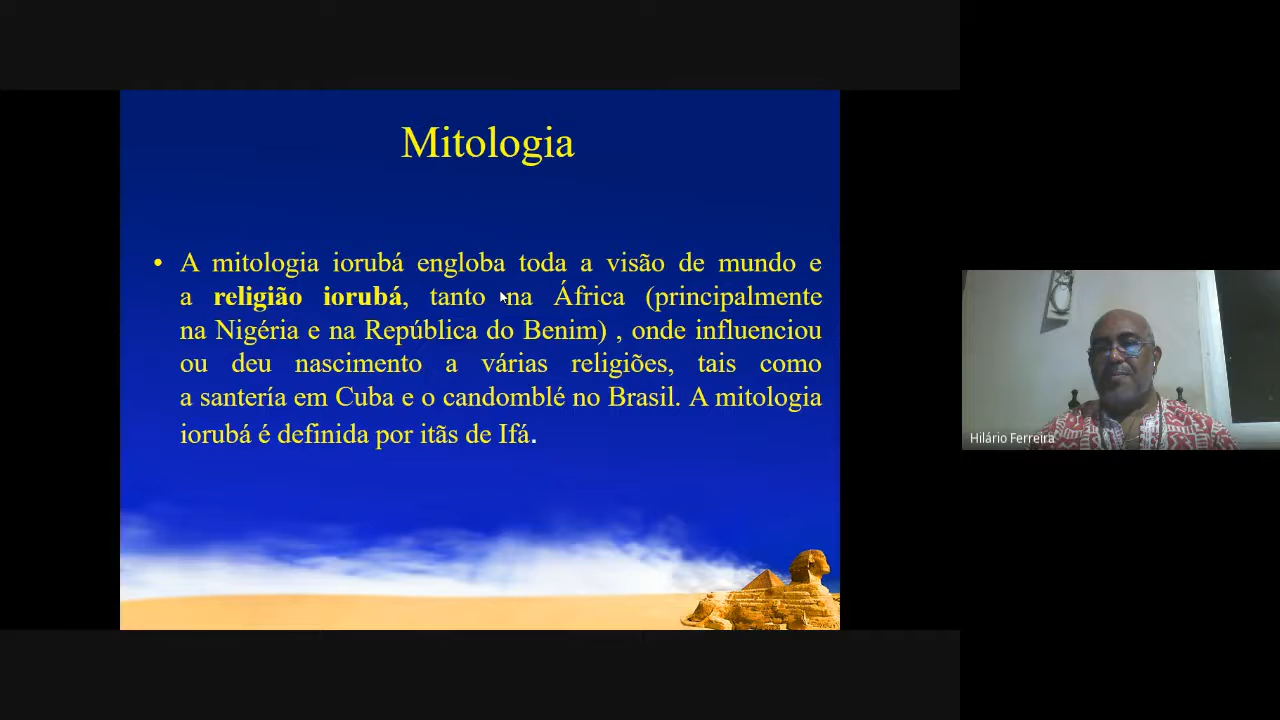 Mitologia
• A mitologia iorubá engloba toda a visão de mundo e
a religião iorubá, tanto na África (principalmente
na Nigéria e na República do Benim) , onde influenciou
ou deu nascimento a várias religiões, tais como
a santería em Cuba e o candomblé no Brasil. A mitologia
iorubá é definida por itãs de Ifá.
Hilário Ferreira